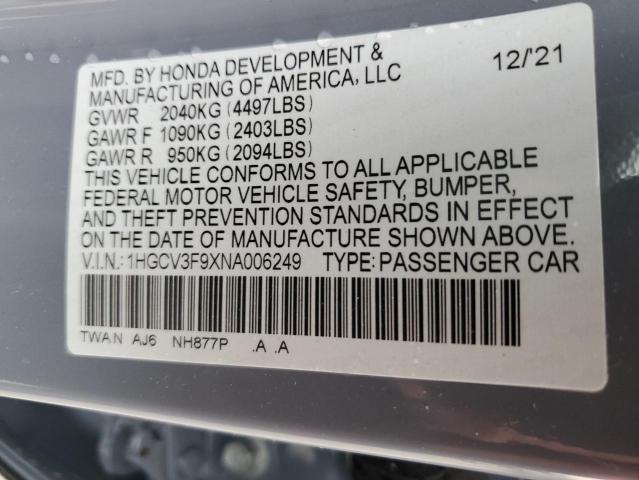 MFD. BY HONDA DEVELOPMENT & 12/'21
MANUFACTURING OF AMERICA, LLC
GVWR 2040KG (4497LBS)
GAWR F 1090KG (2403LBS)
GAWR R 950KG (2094LBS)
THIS VEHICLE CONFORMS TO ALL APPLICABLE
FEDERAL MOTOR VEHICLE SAFETY, BUMPER,
AND THEFT PREVENTION STANDARDS IN EFFECT
ON THE DATE OF MANUFACTURE SHOWN ABOVE.
V.I.N.:1HGCV3F9XNA006249 TYPE:PASSENGER CAR
TWAN AJ6 NH877P .A .A